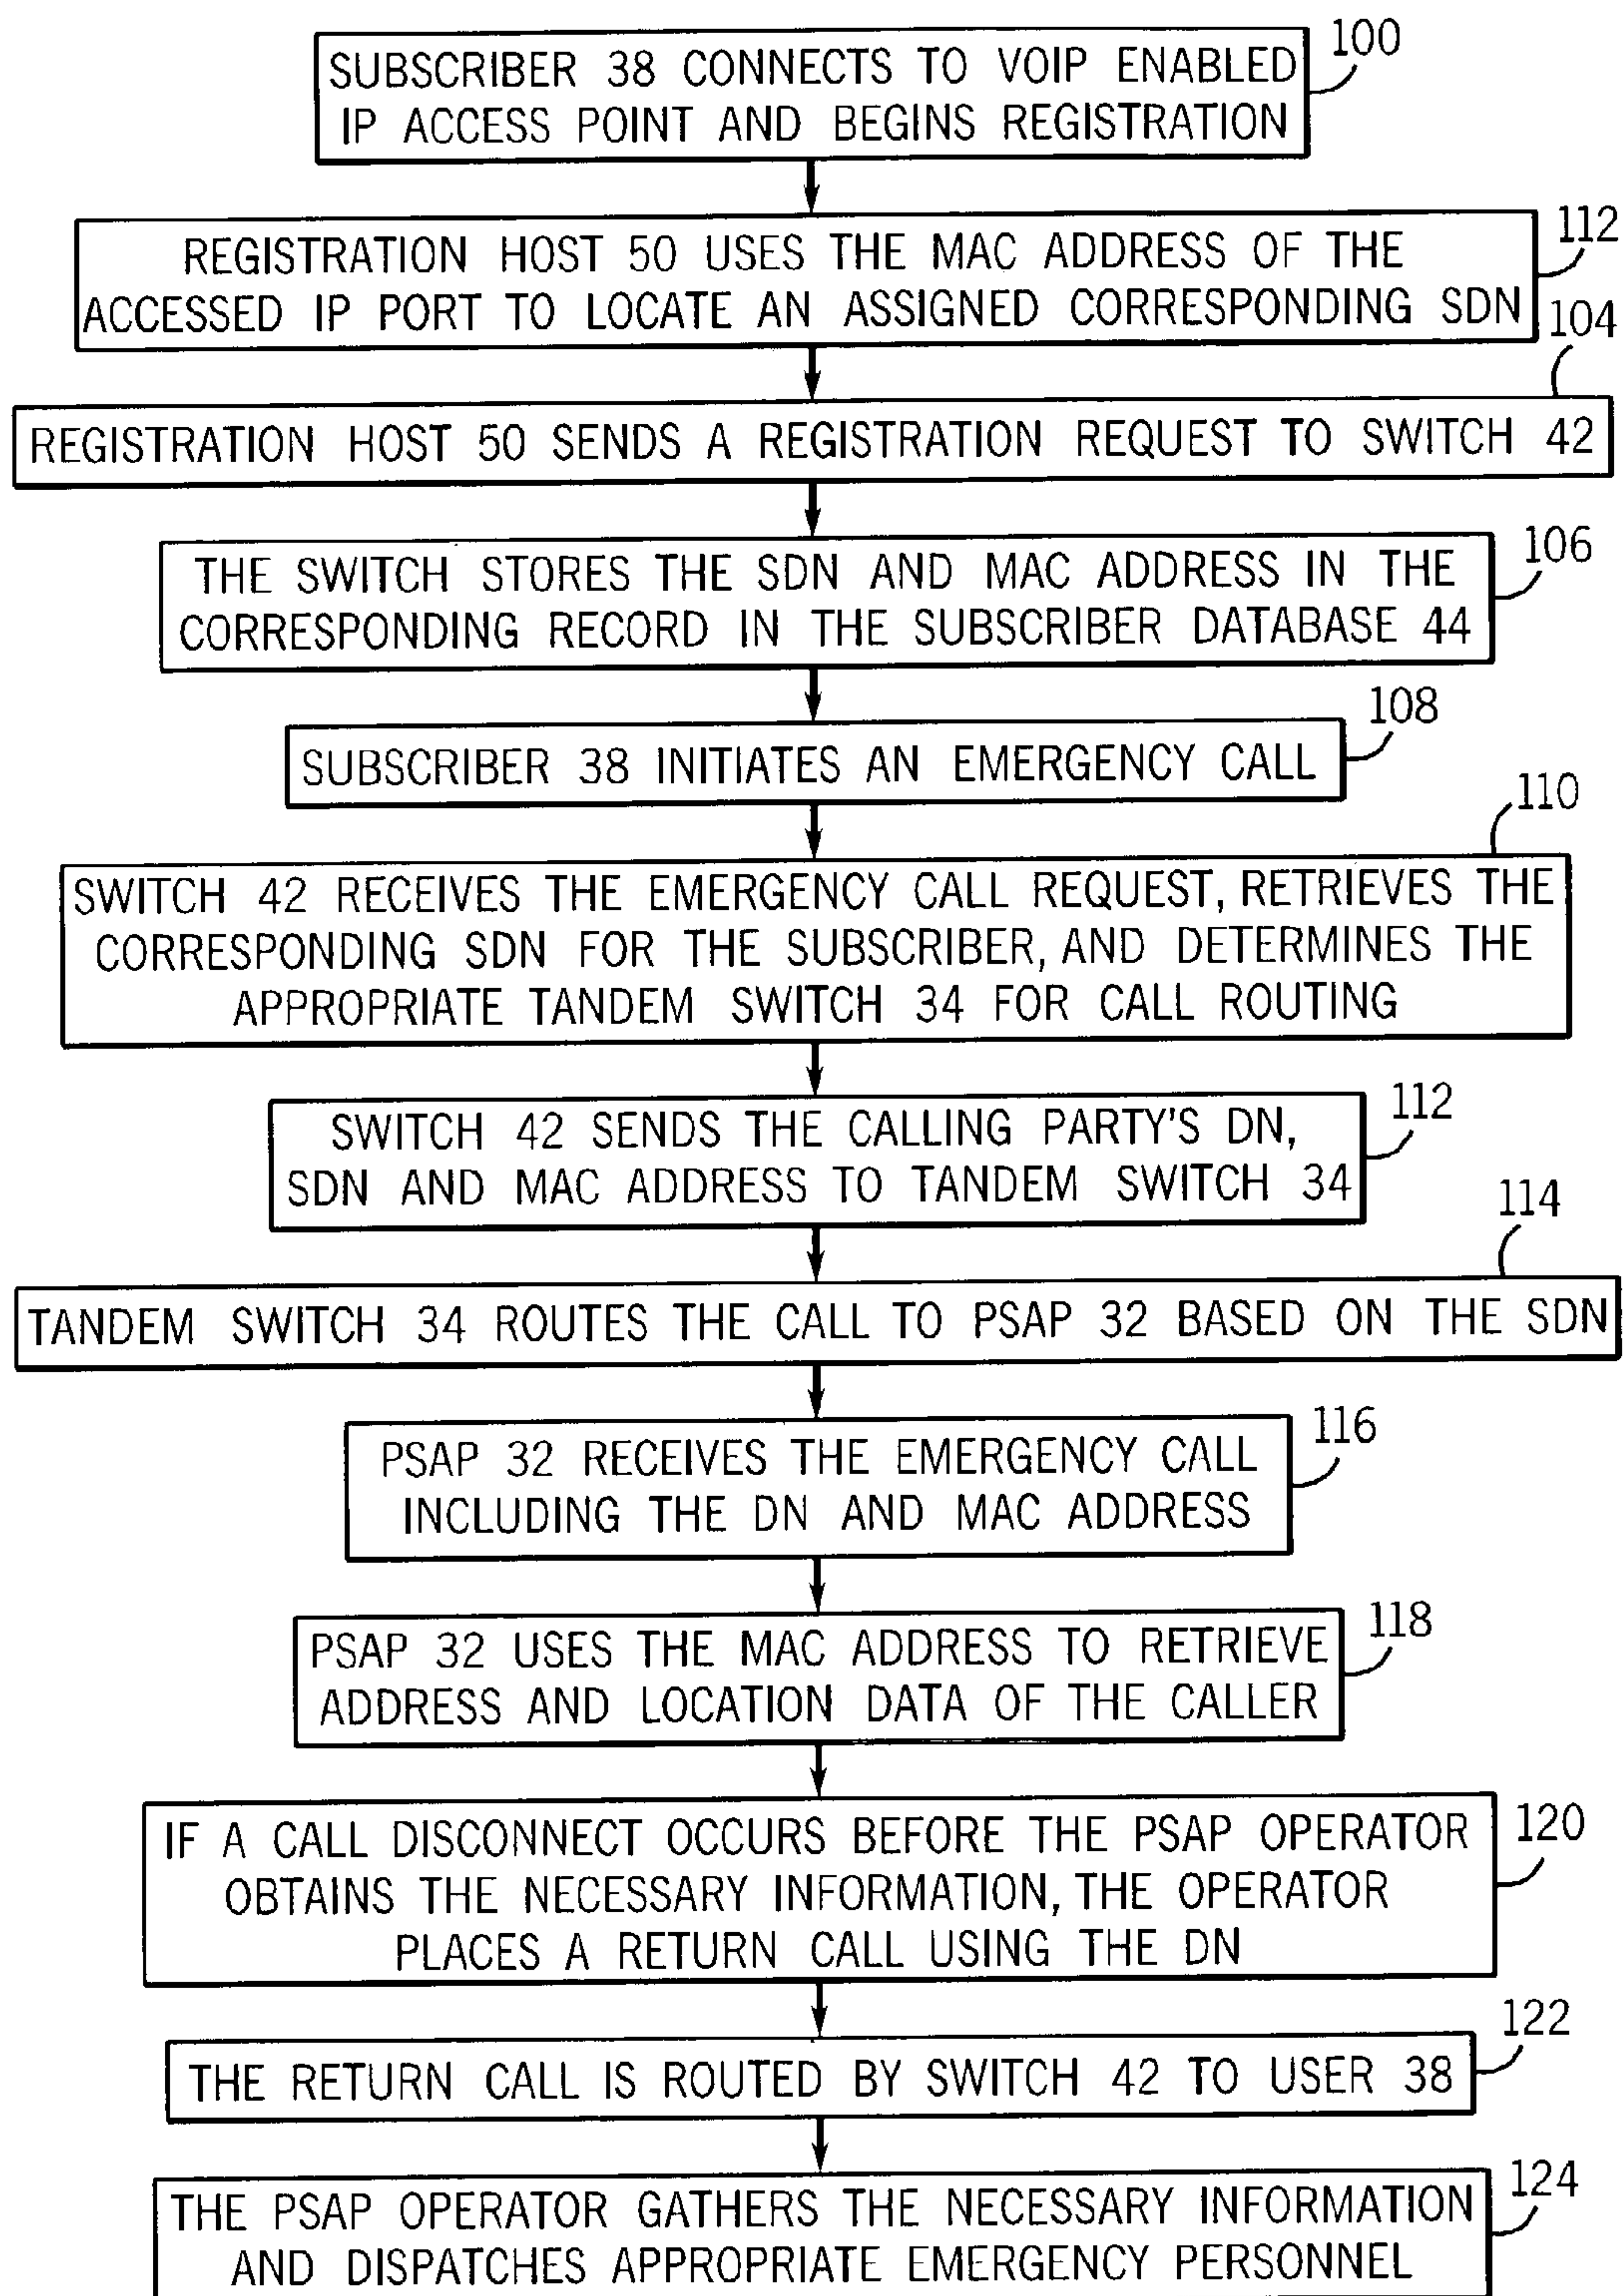 100
SUBSCRIBER 38 CONNECTS TO VOIP ENABLED
IP ACCESS POINT AND BEGINS REGISTRATION
112
REGISTRATION HOST 50 USES THE MAC ADDRESS OF THE
ACCESSED IP PORT TO LOCATE AN ASSIGNED CORRESPONDING SDN
104
REGISTRATION HOST 50 SENDS A REGISTRATION REQUEST TO SWITCH 42
106
THE SWITCH STORES THE SDN AND MAC ADDRESS IN THE
CORRESPONDING RECORD IN THE SUBSCRIBER DATABASE 44
108
SUBSCRIBER 38 INITIATES AN EMERGENCY CALL
110
SWITCH 42 RECEIVES THE EMERGENCY CALL REQUEST, RETRIEVES THE
CORRESPONDING SDN FOR THE SUBSCRIBER, AND DETERMINES THE
APPROPRIATE TANDEM SWITCH 34 FOR CALL ROUTING
112
SWITCH 42 SENDS THE CALLING PARTY'S DN,
SDN AND MAC ADDRESS TO TANDEM SWITCH 34
114
TANDEM SWITCH 34 ROUTES THE CALL TO PSAP 32 BASED ON THE SDN
116
PSAP 32 RECEIVES THE EMERGENCY CALL
INCLUDING THE DN AND MAC ADDRESS
118
PSAP 32 USES THE MAC ADDRESS TO RETRIEVE
ADDRESS AND LOCATION DATA OF THE CALLER
120
IF A CALL DISCONNECT OCCURS BEFORE THE PSAP OPERATOR
OBTAINS THE NECESSARY INFORMATION, THE OPERATOR
PLACES A RETURN CALL USING THE DN
122
THE RETURN CALL IS ROUTED BY SWITCH 42 TO USER 38
124
THE PSAP OPERATOR GATHERS THE NECESSARY INFORMATION
AND DISPATCHES APPROPRIATE EMERGENCY PERSONNEL